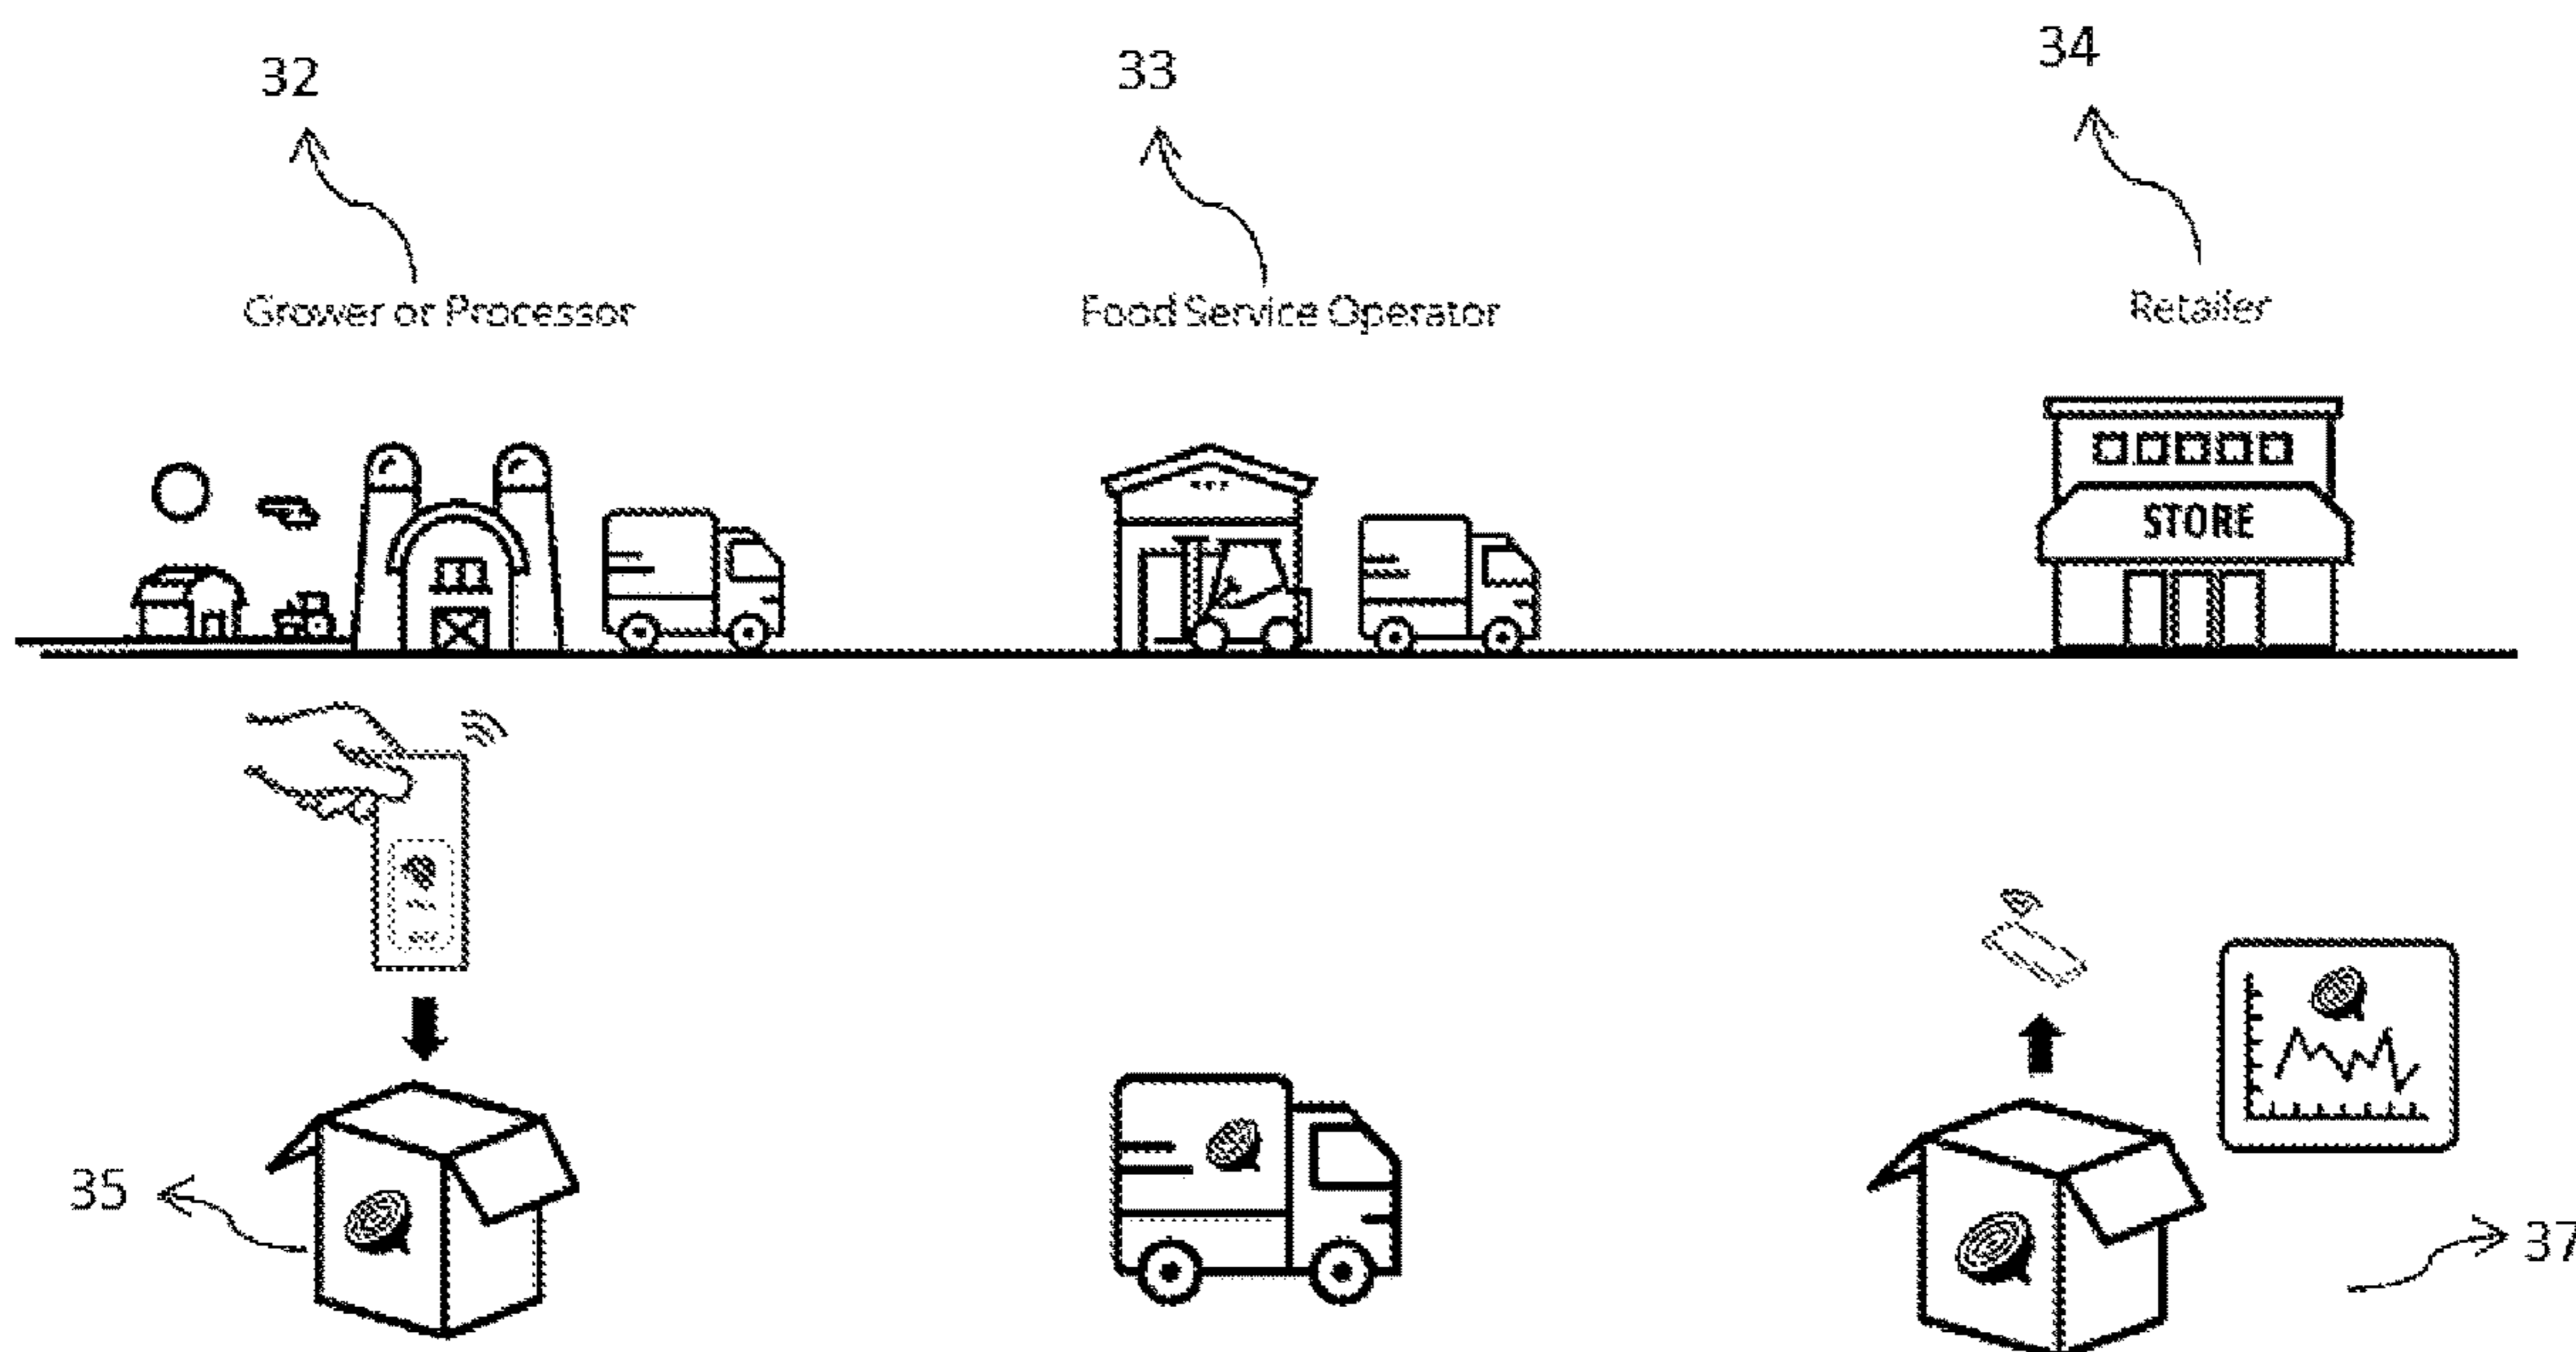 32
33
34
Grower or Processor
Food Service Operator
Retailer
STORE
35
37